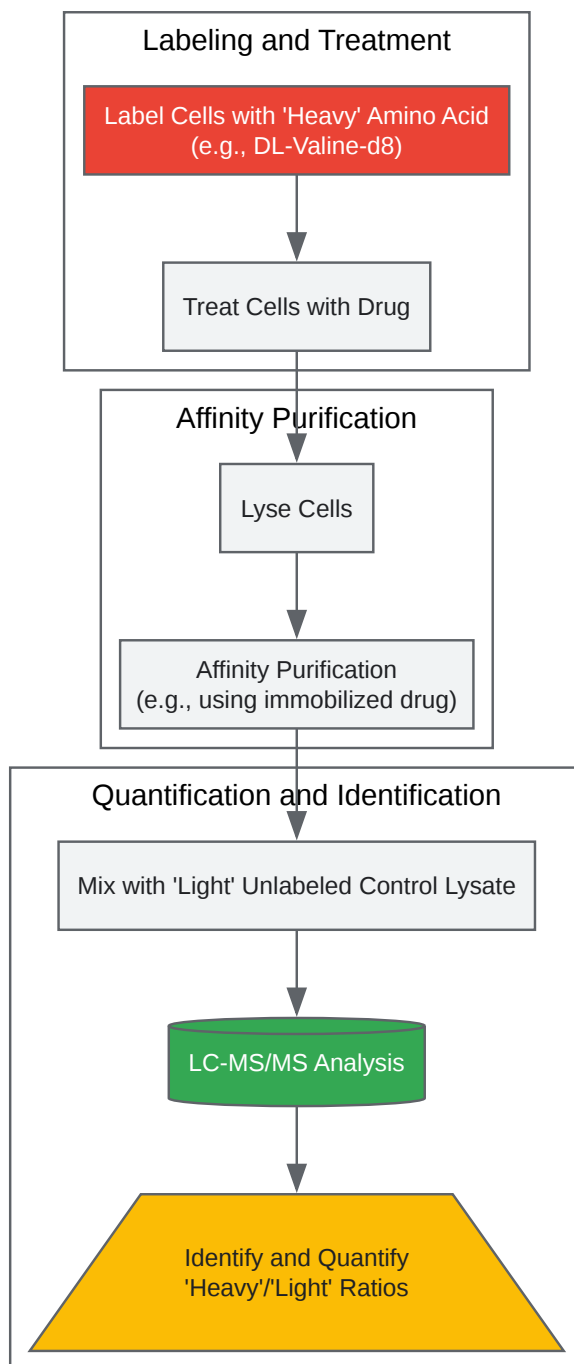 Labeling and Treatment
Label Cells with 'Heavy' Amino Acid
(e.g., DL-Valine-d8)
Treat Cells with Drug
Affinity Purification
Lyse Cells
Affinity Purification
(e.g., using immobilized drug)
Quantification and Identification
Mix with 'Light' Unlabeled Control Lysate
LC-MS/MS Analysis
Identify and Quantify
'Heavy'/'Light' Ratios